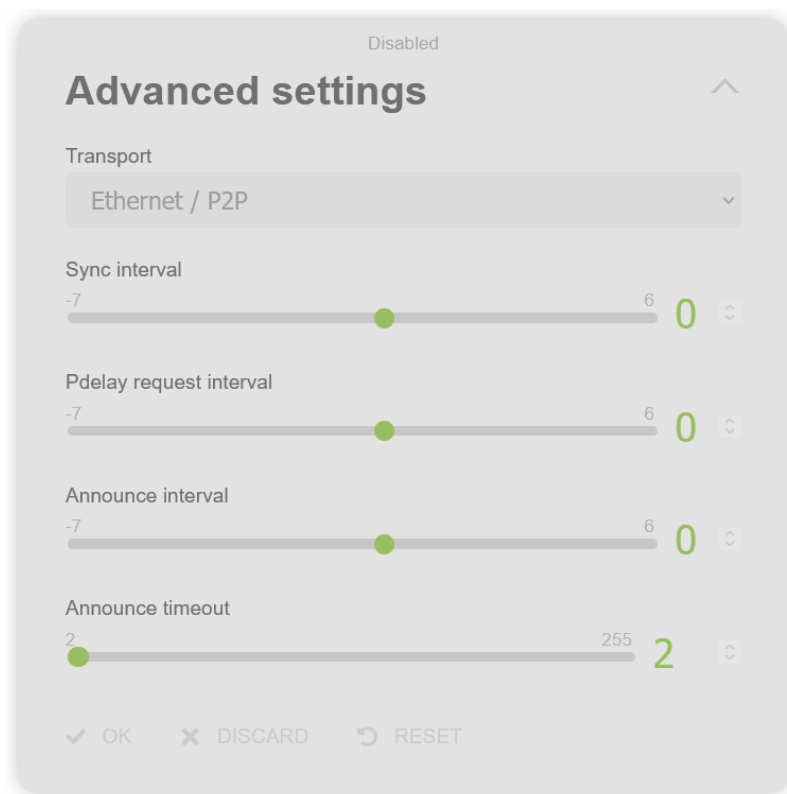 Disabled
Advanced settings
Transport
Ethernet / P2P
Sync interval
-7 6 0
Pdelay request interval
-7 6 0
Announce interval
-7 6 0
Announce timeout
2 255 2
OK DISCARD RESET